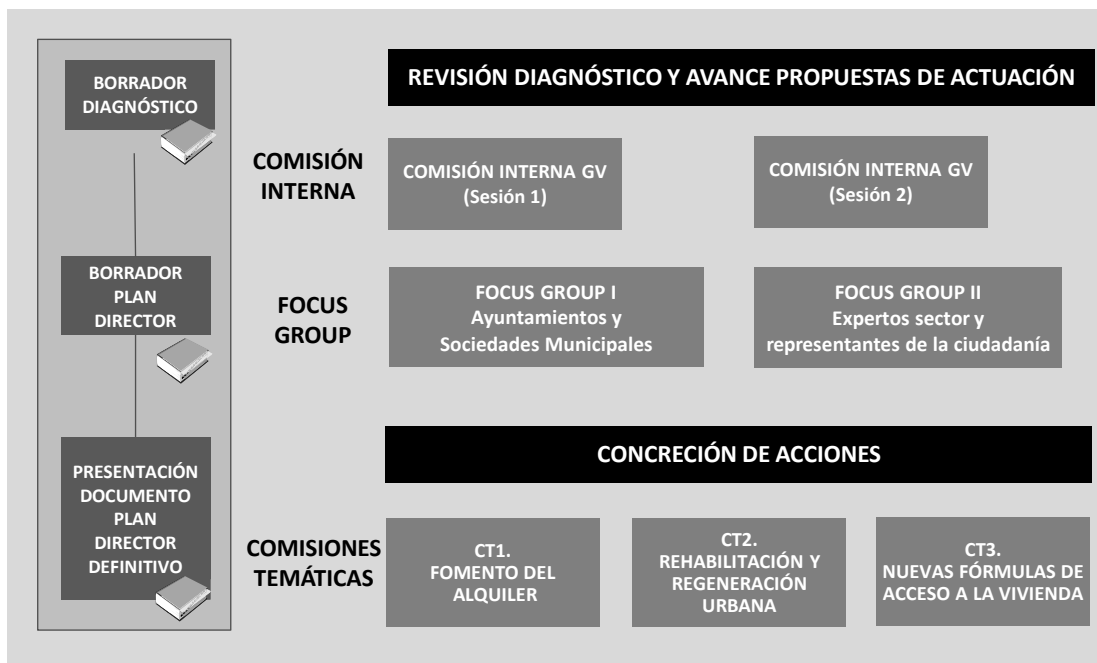 BORRADOR
DIAGNÓSTICO
BORRADOR
PLAN
DIRECTOR
PRESENTACIÓN
DOCUMENTO
PLAN
DIRECTOR
DEFINITIVO
REVISIÓN DIAGNÓSTICO Y AVANCE PROPUESTAS DE ACTUACIÓN
COMISIÓN
INTERNA
COMISIÓN INTERNA GV
(Sesión 1)
COMISIÓN INTERNA GV
(Sesión 2)
FOCUS
GROUP
FOCUS GROUP I
Ayuntamientos y
Sociedades Municipales
FOCUS GROUP II
Expertos sector y
representantes de la ciudadanía
CONCRECIÓN DE ACCIONES
COMISIONES
TEMÁTICAS
CT1.
FOMENTO DEL
ALQUILER
CT2.
REHABILITACIÓN Y
REGENERACIÓN
URBANA
CT3.
NUEVAS FÓRMULAS DE
ACCESO A LA VIVIENDA